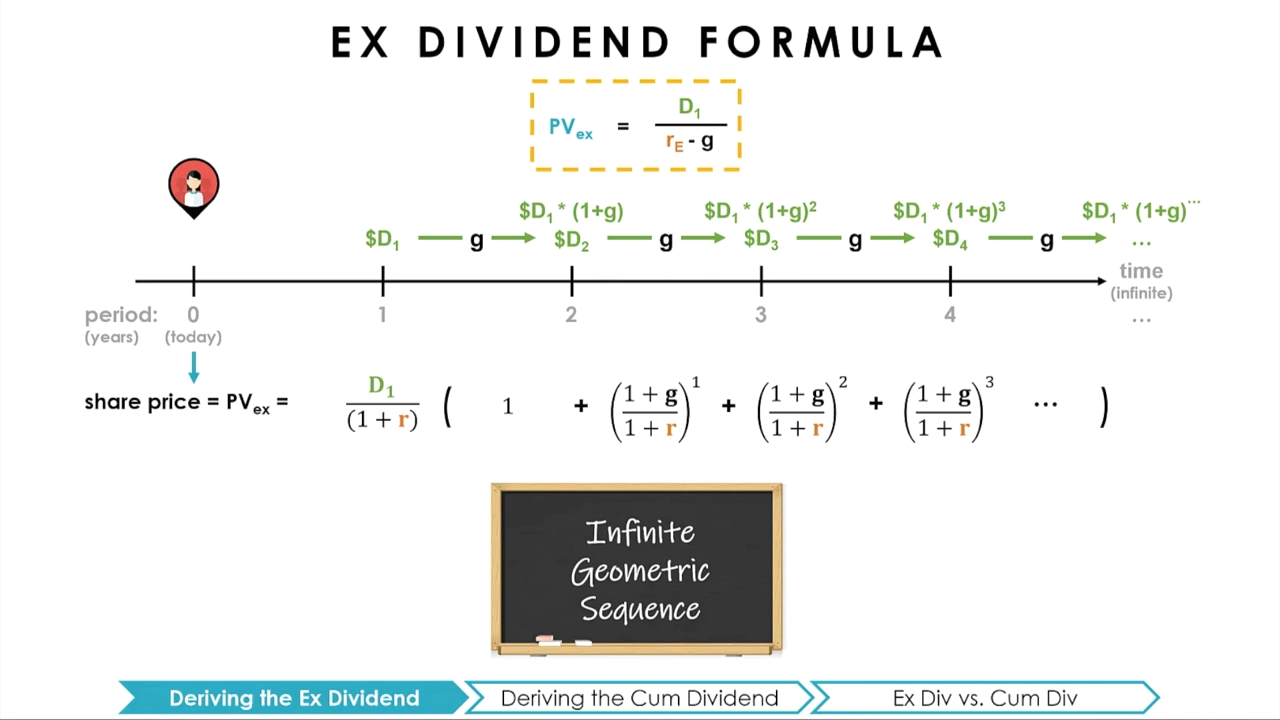 EX DIVIDEND FORMULA
PVex = D1 / rE - g
$D1 * (1+g) $D1 * (1+g)² $D1 * (1+g)³ $D1 * (1+g)^…
$D1 g $D2 g $D3 g $D4 g …
time
(infinite)
period: 0 1 2 3 4 …
(years) (today)
share price = PVex = D1 / (1 + r) ( 1 + ((1 + g) / (1 + r))^1 + ((1 + g) / (1 + r))^2 + ((1 + g) / (1 + r))^3 … )
Infinite
Geometric
Sequence
Deriving the Ex Dividend Deriving the Cum Dividend Ex Div vs. Cum Div